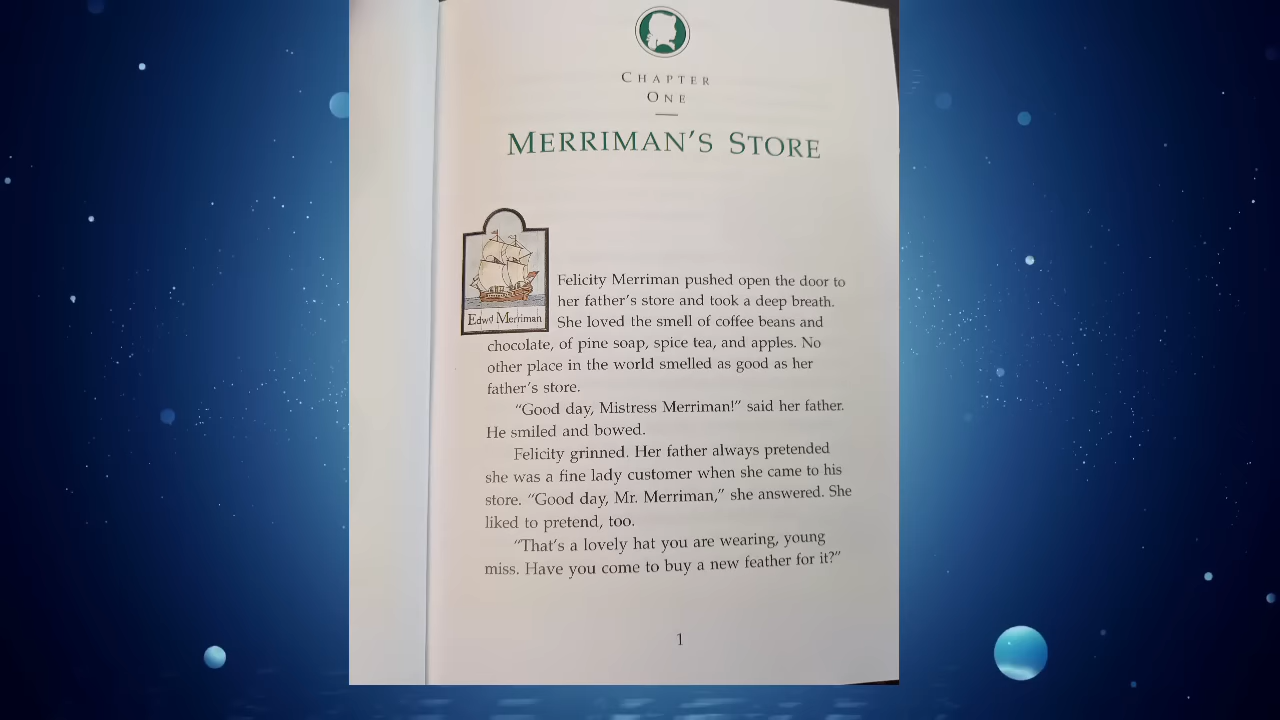 CHAPTER
ONE
MERRIMAN'S STORE
Edwd Merriman
Felicity Merriman pushed open the door to
her father's store and took a deep breath.
She loved the smell of coffee beans and
chocolate, of pine soap, spice tea, and apples. No
other place in the world smelled as good as her
father's store.
"Good day, Mistress Merriman!" said her father.
He smiled and bowed.
Felicity grinned. Her father always pretended
she was a fine lady customer when she came to his
store. "Good day, Mr. Merriman," she answered. She
liked to pretend, too.
"That's a lovely hat you are wearing, young
miss. Have you come to buy a new feather for it?"
1